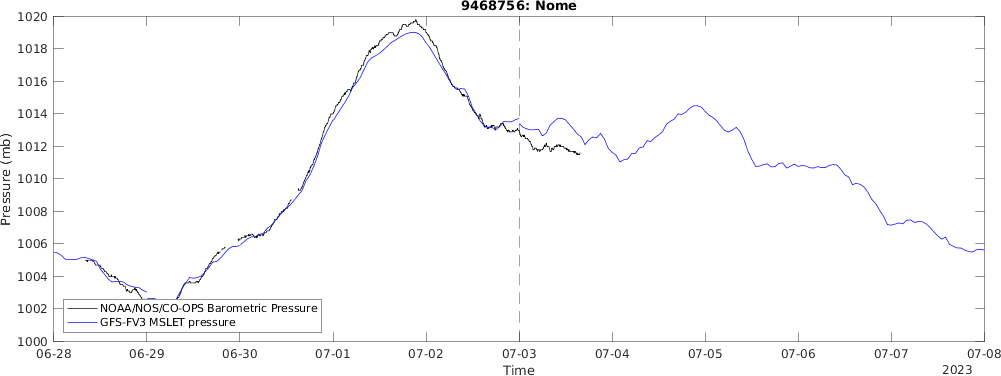 9468756: Nome
1020
1018
1016
1014
1012
1010
1008
1006
1004
1002
1000
Pressure (mb)
NOAA/NOS/CO-OPS Barometric Pressure
GFS-FV3 MSLET pressure
06-28 06-29 06-30 07-01 07-02 07-03 07-04 07-05 07-06 07-07 07-08
Time
2023